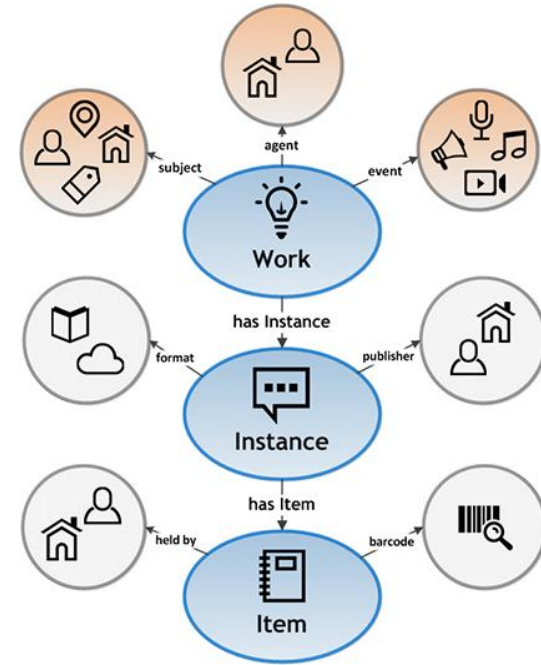 agent
subject
event
Work
has Instance
format
publisher
Instance
has Item
held by
barcode
Item